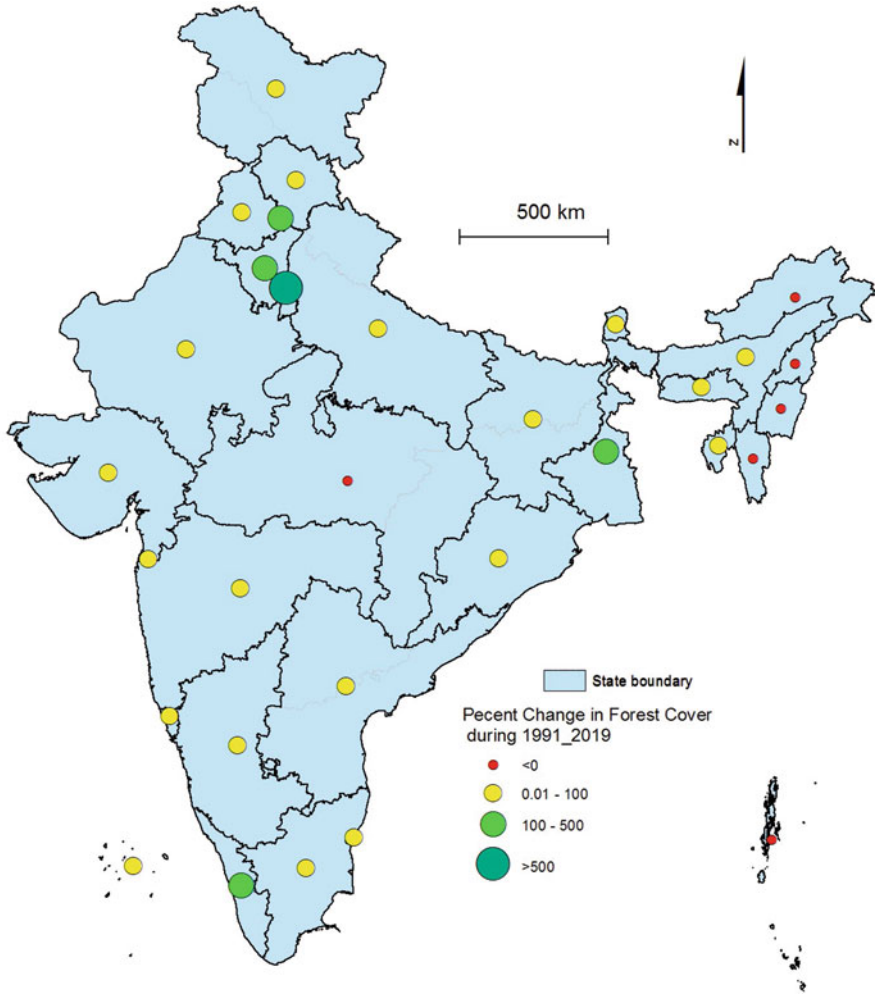 z
500 km
State boundary
Pecent Change in Forest Cover
during 1991_2019
<0
0.01 - 100
100 - 500
>500